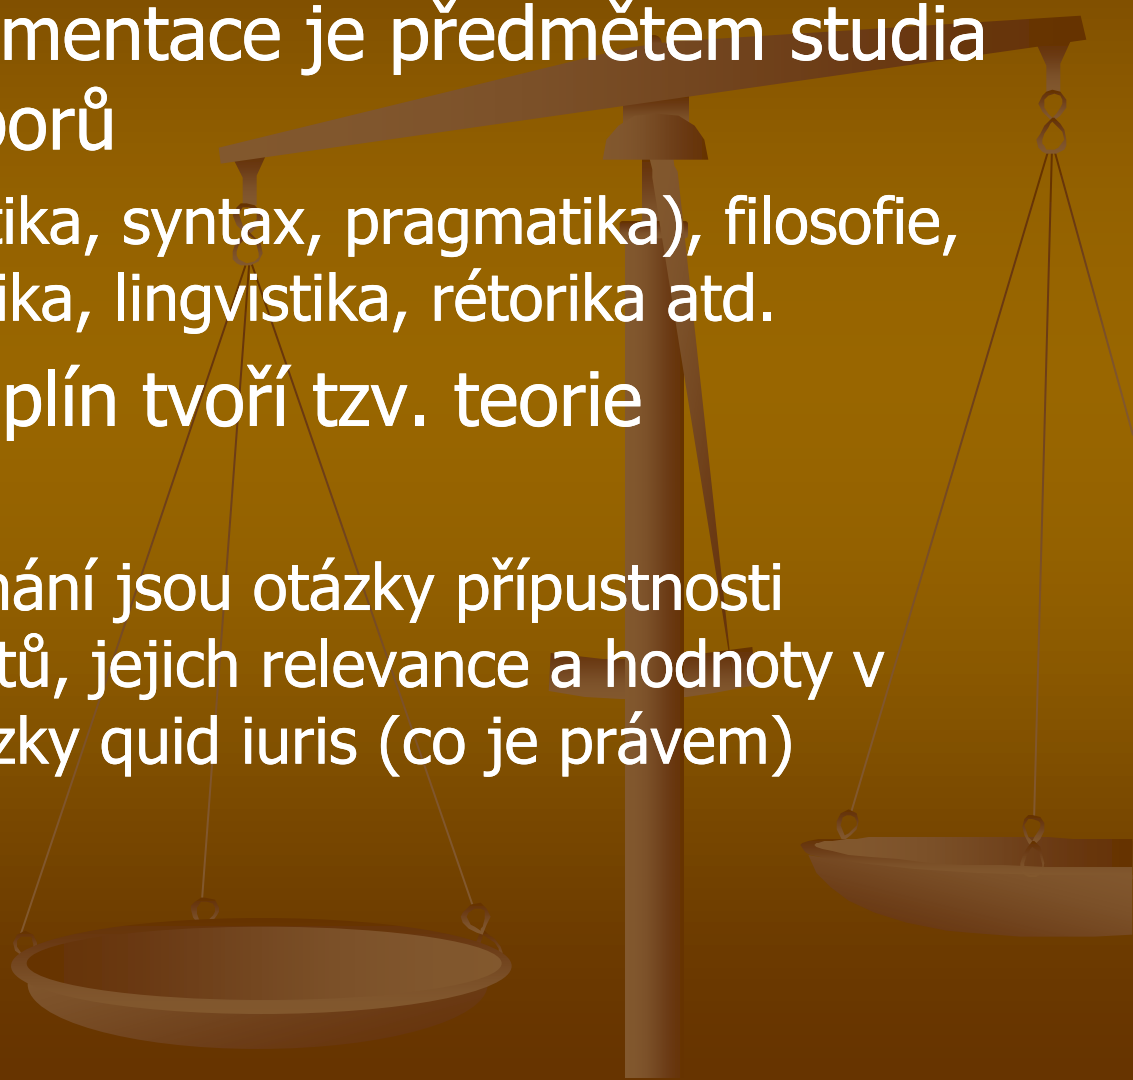 mentace je předmětem studia
orů
tika, syntax, pragmatika), filosofie,
ika, lingvistika, rétorika atd.
plín tvoří tzv. teorie
nání jsou otázky přípustnosti
tů, jejich relevance a hodnoty v
zky quid iuris (co je právem)